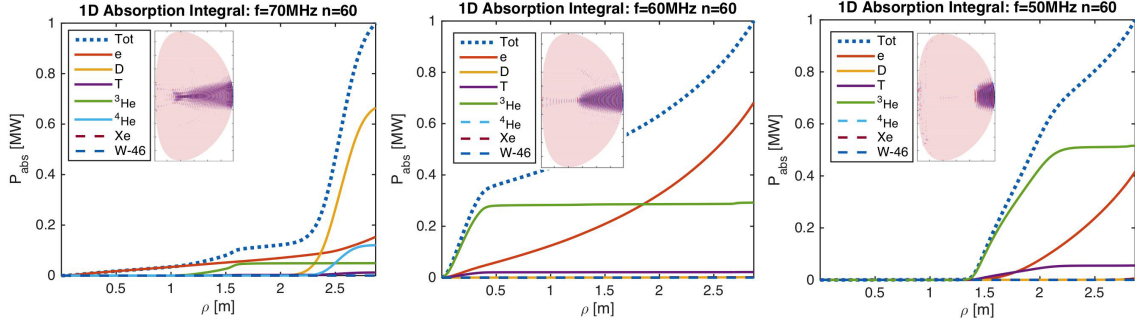 1D Absorption Integral: f=70MHz n=60
P_abs [MW]
1
0.8
0.6
0.4
0.2
0
Tot
e
D
T
³He
⁴He
Xe
W-46
0.5
1
1.5
2
2.5
ρ [m]
1D Absorption Integral: f=60MHz n=60
P_abs [MW]
1
0.8
0.6
0.4
0.2
0
Tot
e
D
T
³He
⁴He
Xe
W-46
0.5
1
1.5
2
2.5
ρ [m]
1D Absorption Integral: f=50MHz n=60
P_abs [MW]
1
0.8
0.6
0.4
0.2
0
Tot
e
D
T
³He
⁴He
Xe
W-46
0.5
1
1.5
2
2.5
ρ [m]